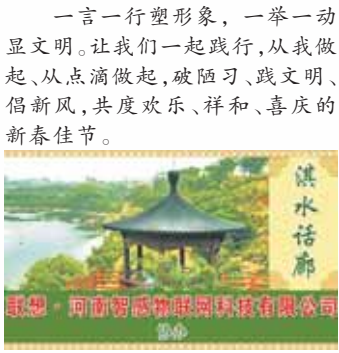 一言一行塑形象，一举一动
显文明。让我们一起践行，从我做
起、从点滴做起，破陋习、践文明、
倡新风，共度欢乐、祥和、喜庆的
新春佳节。
淇水话廊
联想·河南智感物联网科技有限公司
协办